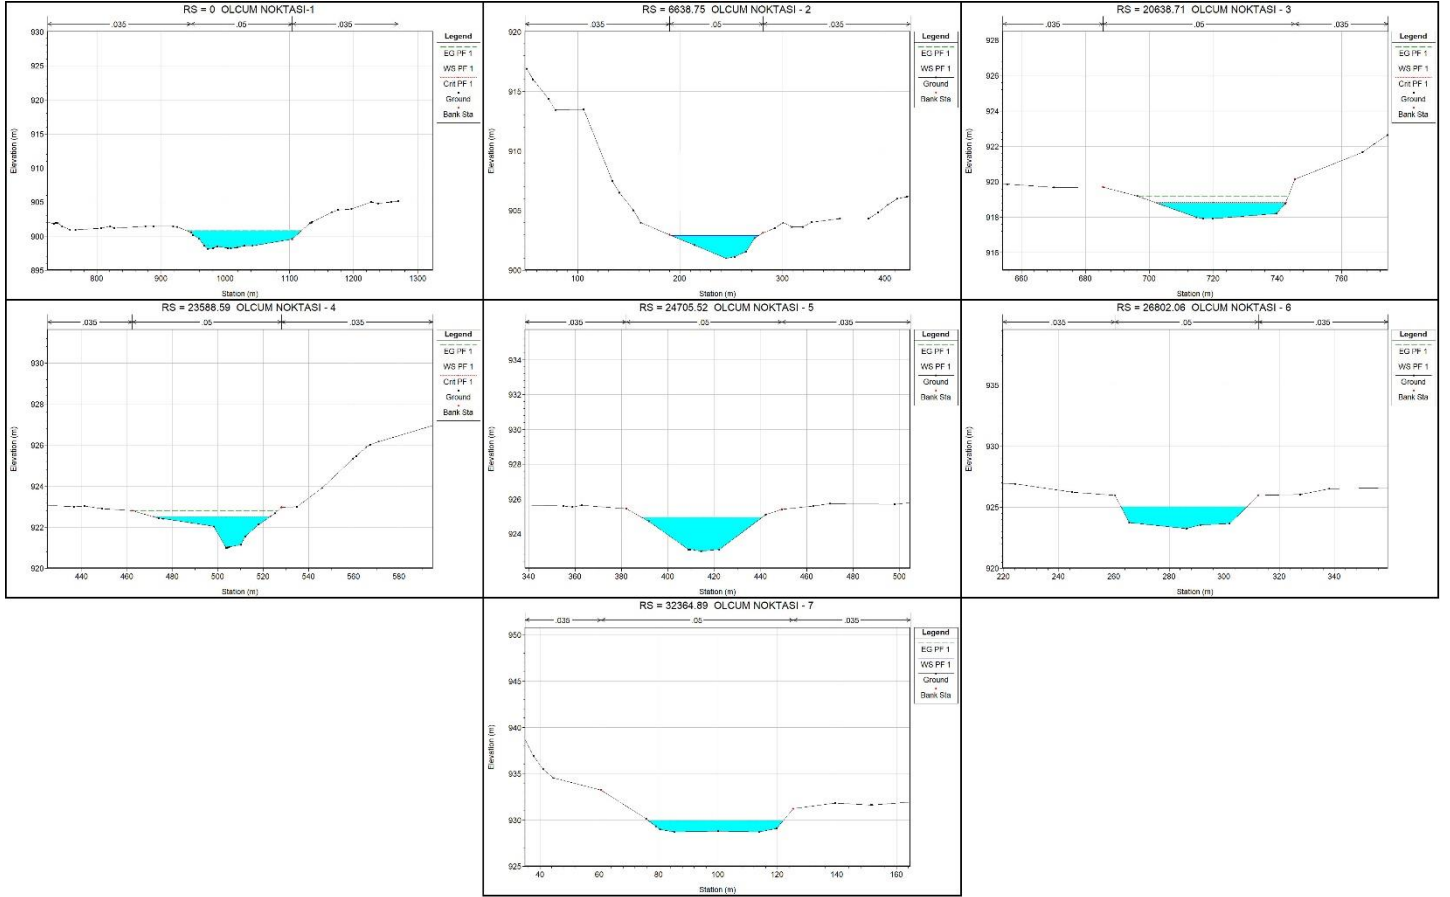 RS = 0 OLCUM NOKTASI-1
.035
.05
.035
930
925
920
915
910
905
900
895
Elevation (m)
800
900
1000
1100
1200
1300
Station (m)
Legend
EG PF 1
WS PF 1
Crit PF 1
Ground
Bank Sta
RS = 6638.75 OLCUM NOKTASI - 2
.035
.05
.035
920
915
910
905
900
Elevation (m)
100
200
300
400
Station (m)
Legend
EG PF 1
WS PF 1
Ground
Bank Sta
RS = 20638.71 OLCUM NOKTASI - 3
.035
.05
.035
928
926
924
922
920
918
Elevation (m)
680
700
720
740
760
Station (m)
Legend
EG PF 1
WS PF 1
Crit PF 1
Ground
Bank Sta
RS = 23588.59 OLCUM NOKTASI - 4
.035
.05
.035
930
928
926
924
922
920
Elevation (m)
440
460
480
500
520
540
560
Station (m)
Legend
EG PF 1
WS PF 1
Crit PF 1
Ground
Bank Sta
RS = 24705.52 OLCUM NOKTASI - 5
.035
.05
.035
934
932
930
928
926
924
Elevation (m)
340
360
380
400
420
440
460
480
500
Station (m)
Legend
EG PF 1
WS PF 1
Ground
Bank Sta
RS = 26802.06 OLCUM NOKTASI - 6
.035
.05
.035
935
930
925
920
Elevation (m)
220
240
260
280
300
320
340
Station (m)
Legend
EG PF 1
WS PF 1
Ground
Bank Sta
RS = 32364.89 OLCUM NOKTASI - 7
.035
.05
.035
950
945
940
935
930
925
Elevation (m)
40
60
80
100
120
140
160
Station (m)
Legend
EG PF 1
WS PF 1
Ground
Bank Sta